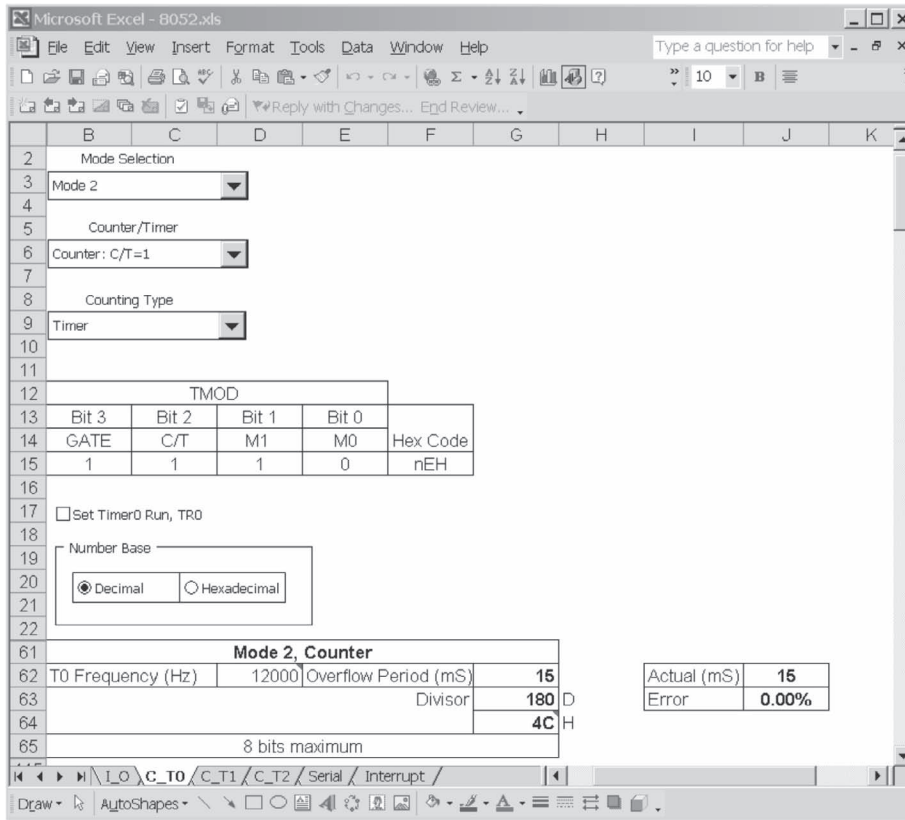 Microsoft Excel - 8052.xls
File Edit View Insert Format Tools Data Window Help Type a question for help
10 B
Reply with Changes... End Review...
B C D E F G H I J K
2 Mode Selection
3 Mode 2
4
5 Counter/Timer
6 Counter: C/T=1
7
8 Counting Type
9 Timer
10
11
12 TMOD
13 Bit 3 Bit 2 Bit 1 Bit 0
14 GATE C/T M1 M0 Hex Code
15 1 1 1 0 nEH
16
17 Set Timer0 Run, TR0
18
19 Number Base
20 Decimal Hexadecimal
21
22
61 Mode 2, Counter
62 T0 Frequency (Hz) 12000 Overflow Period (mS) 15 Actual (mS) 15
63 Divisor 180 D Error 0.00%
64 4C H
65 8 bits maximum
I_O C_T0 C_T1 C_T2 Serial Interrupt
Draw AutoShapes